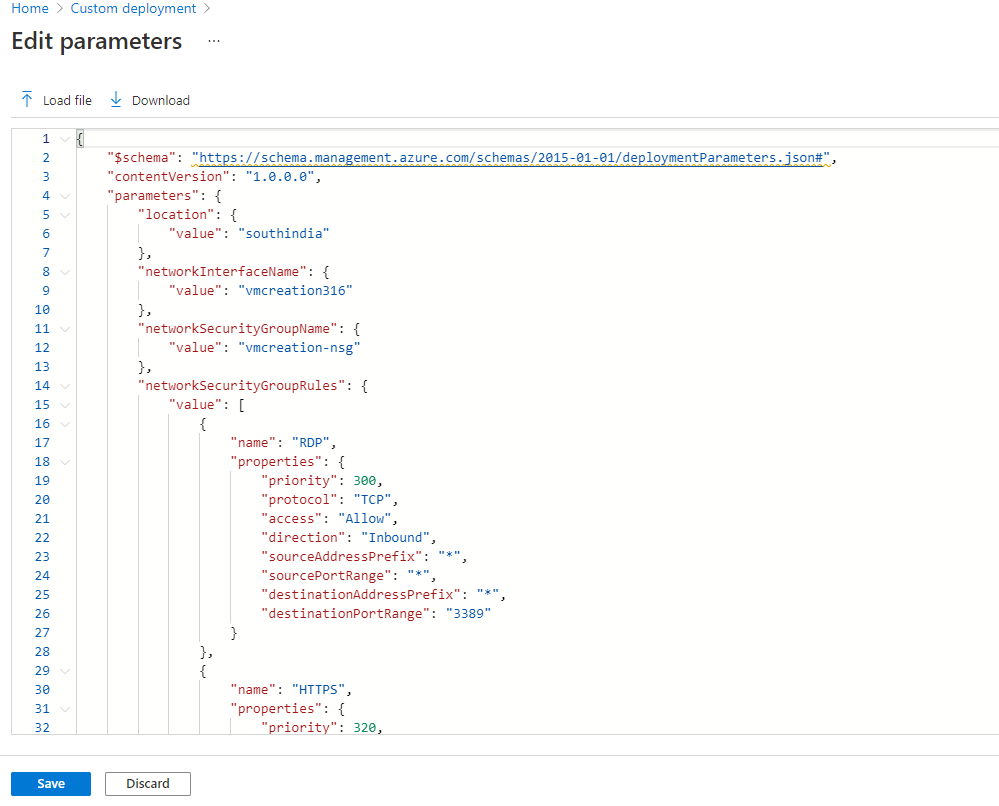 Home > Custom deployment >
Edit parameters ...
Load file Download
1 {
2 "$schema": "https://schema.management.azure.com/schemas/2015-01-01/deploymentParameters.json#",
3 "contentVersion": "1.0.0.0",
4 "parameters": {
5 "location": {
6 "value": "southindia"
7 },
8 "networkInterfaceName": {
9 "value": "vmcreation316"
10 },
11 "networkSecurityGroupName": {
12 "value": "vmcreation-nsg"
13 },
14 "networkSecurityGroupRules": {
15 "value": [
16 {
17 "name": "RDP",
18 "properties": {
19 "priority": 300,
20 "protocol": "TCP",
21 "access": "Allow",
22 "direction": "Inbound",
23 "sourceAddressPrefix": "*",
24 "sourcePortRange": "*",
25 "destinationAddressPrefix": "*",
26 "destinationPortRange": "3389"
27 }
28 },
29 {
30 "name": "HTTPS",
31 "properties": {
32 "priority": 320,
Save Discard